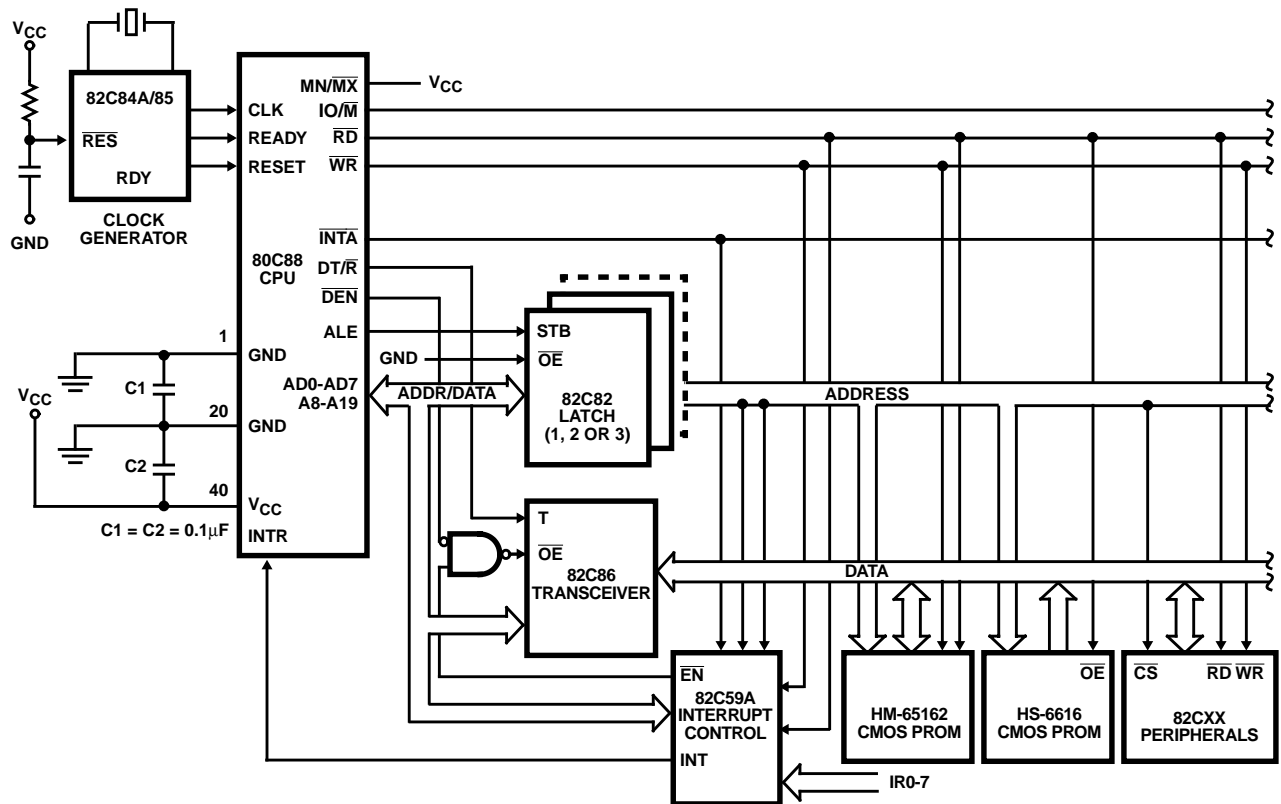 VCC
82C84A/85
RES
RDY
CLOCK
GENERATOR
GND
CLK
READY
RESET
MN/MX
VCC
IO/M
RD
WR
INTA
DT/R
DEN
ALE
80C88
CPU
1
GND
C1
VCC
20
GND
C2
40
VCC
C1 = C2 = 0.1μF
INTR
AD0-AD7
A8-A19
ADDR/DATA
GND
STB
OE
82C82
LATCH
(1, 2 OR 3)
ADDRESS
T
OE
82C86
TRANSCEIVER
DATA
EN
82C59A
INTERRUPT
CONTROL
INT
IR0-7
HM-65162
CMOS PROM
OE
HS-6616
CMOS PROM
CS
RD WR
82CXX
PERIPHERALS